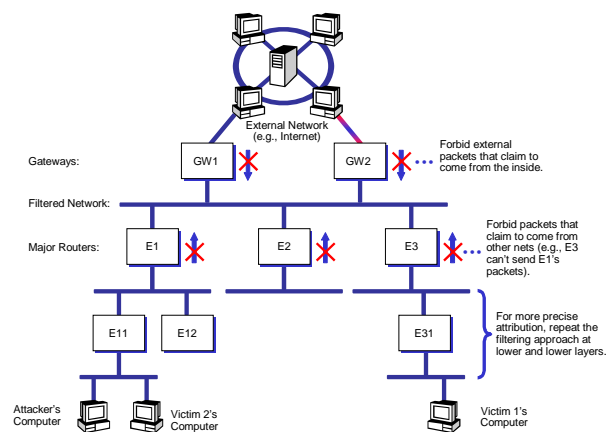 External Network
(e.g., Internet)
Gateways:
GW1
GW2
Forbid external
packets that claim to
come from the inside.
Filtered Network:
Major Routers:
E1
E2
E3
Forbid packets that
claim to come from
other nets (e.g., E3
can't send E1's
packets).
E11
E12
E31
For more precise
attribution, repeat the
filtering approach at
lower and lower layers.
Attacker's
Computer
Victim 2's
Computer
Victim 1's
Computer